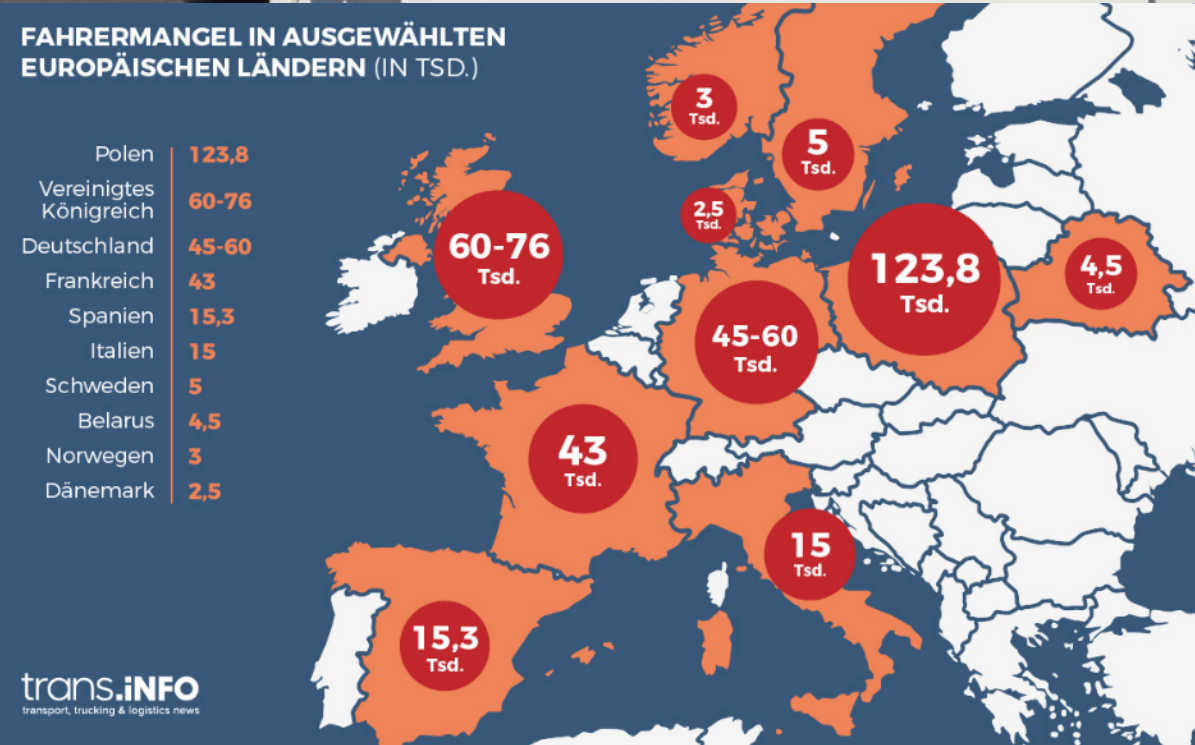 FAHRERMANGEL IN AUSGEWÄHLTEN
EUROPÄISCHEN LÄNDERN (IN TSD.)
Polen 123,8
Vereinigtes
Königreich 60-76
Deutschland 45-60
Frankreich 43
Spanien 15,3
Italien 15
Schweden 5
Belarus 4,5
Norwegen 3
Dänemark 2,5
3
Tsd.
5
Tsd.
2,5
Tsd.
60-76
Tsd.
123,8
Tsd.
4,5
Tsd.
45-60
Tsd.
43
Tsd.
15
Tsd.
15,3
Tsd.
trans.iNFO
transport, trucking & logistics news